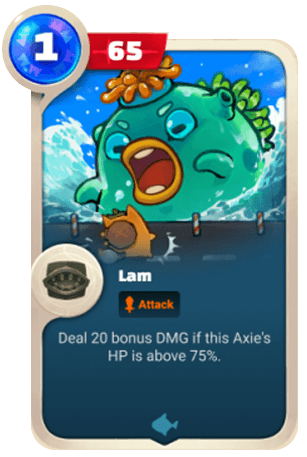 1
65
Lam
Attack
Deal 20 bonus DMG if this Axie's
HP is above 75%.